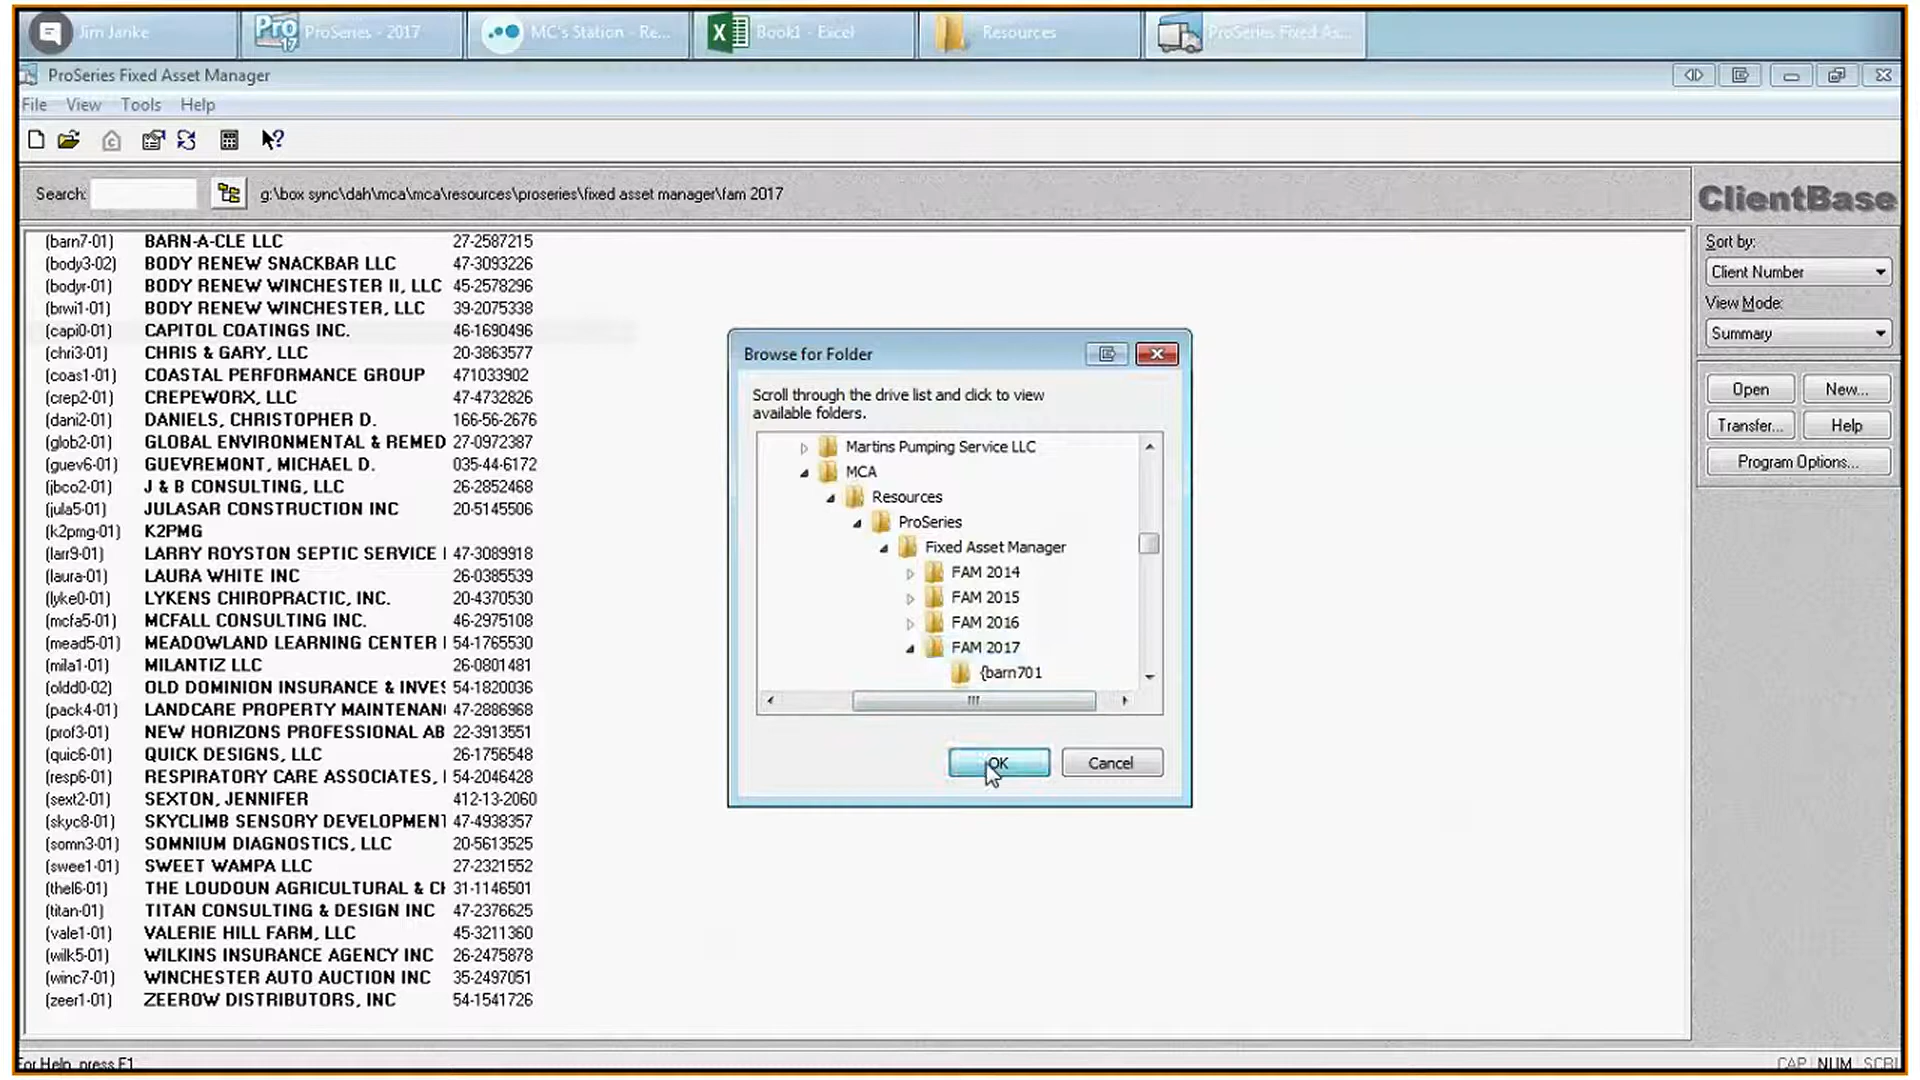 Jim Janke
Pro 17 ProSeries - 2017
MC's Station - Re...
Book1 - Excel
Resources
ProSeries Fixed As...
ProSeries Fixed Asset Manager
File View Tools Help
Search: g:\box sync\dah\mca\mca\resources\proseries\fixed asset manager\fam 2017
ClientBase
(barn7-01) BARN-A-CLE LLC 27-2587215
(body3-02) BODY RENEW SNACKBAR LLC 47-3093226
(bodyr-01) BODY RENEW WINCHESTER II, LLC 45-2578296
(brwi1-01) BODY RENEW WINCHESTER, LLC 39-2075338
(capi0-01) CAPITOL COATINGS INC. 46-1690496
(chri3-01) CHRIS & GARY, LLC 20-3863577
(coas1-01) COASTAL PERFORMANCE GROUP 471033902
(crep2-01) CREPEWORX, LLC 47-4732826
(dani2-01) DANIELS, CHRISTOPHER D. 166-56-2676
(glob2-01) GLOBAL ENVIRONMENTAL & REMED 27-0972387
(guev6-01) GUEVREMONT, MICHAEL D. 035-44-6172
(jbco2-01) J & B CONSULTING, LLC 26-2852468
(jula5-01) JULASAR CONSTRUCTION INC 20-5145506
(k2pmg-01) K2PMG
(larr9-01) LARRY ROYSTON SEPTIC SERVICE 47-3089918
(laura-01) LAURA WHITE INC 26-0385539
(lyke0-01) LYKENS CHIROPRACTIC, INC. 20-4370530
(mcfa5-01) MCFALL CONSULTING INC. 46-2975108
(mead5-01) MEADOWLAND LEARNING CENTER 54-1765530
(mila1-01) MILANTIZ LLC 26-0801481
(oldd0-02) OLD DOMINION INSURANCE & INVES 54-1820036
(pack4-01) LANDCARE PROPERTY MAINTENAN 47-2886968
(prof3-01) NEW HORIZONS PROFESSIONAL AB 22-3913551
(quic6-01) QUICK DESIGNS, LLC 26-1756548
(resp6-01) RESPIRATORY CARE ASSOCIATES, 54-2046428
(sext2-01) SEXTON, JENNIFER 412-13-2060
(skyc8-01) SKYCLIMB SENSORY DEVELOPMENT 47-4938357
(somn3-01) SOMNIUM DIAGNOSTICS, LLC 20-5613525
(swee1-01) SWEET WAMPA LLC 27-2321552
(thel6-01) THE LOUDOUN AGRICULTURAL & CH 31-1146501
(titan-01) TITAN CONSULTING & DESIGN INC 47-2376625
(vale1-01) VALERIE HILL FARM, LLC 45-3211360
(wilk5-01) WILKINS INSURANCE AGENCY INC 26-2475878
(winc7-01) WINCHESTER AUTO AUCTION INC 35-2497051
(zeer1-01) ZEEROW DISTRIBUTORS, INC 54-1541726
Browse for Folder
Scroll through the drive list and click to view
available folders.
Martins Pumping Service LLC
MCA
Resources
ProSeries
Fixed Asset Manager
FAM 2014
FAM 2015
FAM 2016
FAM 2017
{barn701
OK Cancel
Sort by:
Client Number
View Mode:
Summary
Open New...
Transfer... Help
Program Options...
For Help, press F1
CAP NUM SCRL